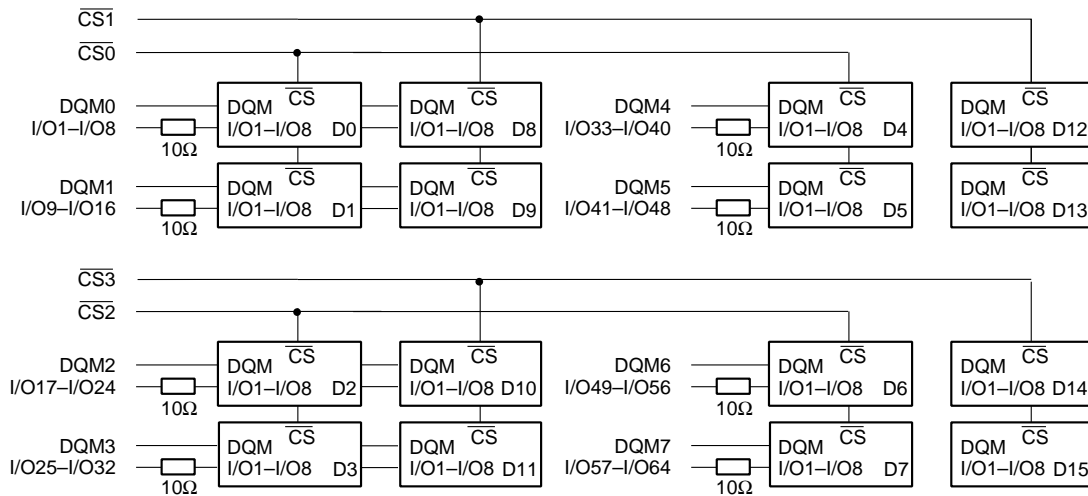 CS1
CS0
DQM0
I/O1–I/O8
10Ω
DQM
CS
I/O1–I/O8
D0
DQM
CS
I/O1–I/O8
D8
DQM4
I/O33–I/O40
10Ω
DQM
CS
I/O1–I/O8
D4
DQM
CS
I/O1–I/O8
D12
DQM1
I/O9–I/O16
10Ω
DQM
CS
I/O1–I/O8
D1
DQM
CS
I/O1–I/O8
D9
DQM5
I/O41–I/O48
10Ω
DQM
CS
I/O1–I/O8
D5
DQM
CS
I/O1–I/O8
D13
CS3
CS2
DQM2
I/O17–I/O24
10Ω
DQM
CS
I/O1–I/O8
D2
DQM
CS
I/O1–I/O8
D10
DQM6
I/O49–I/O56
10Ω
DQM
CS
I/O1–I/O8
D6
DQM
CS
I/O1–I/O8
D14
DQM3
I/O25–I/O32
10Ω
DQM
CS
I/O1–I/O8
D3
DQM
CS
I/O1–I/O8
D11
DQM7
I/O57–I/O64
10Ω
DQM
CS
I/O1–I/O8
D7
DQM
CS
I/O1–I/O8
D15